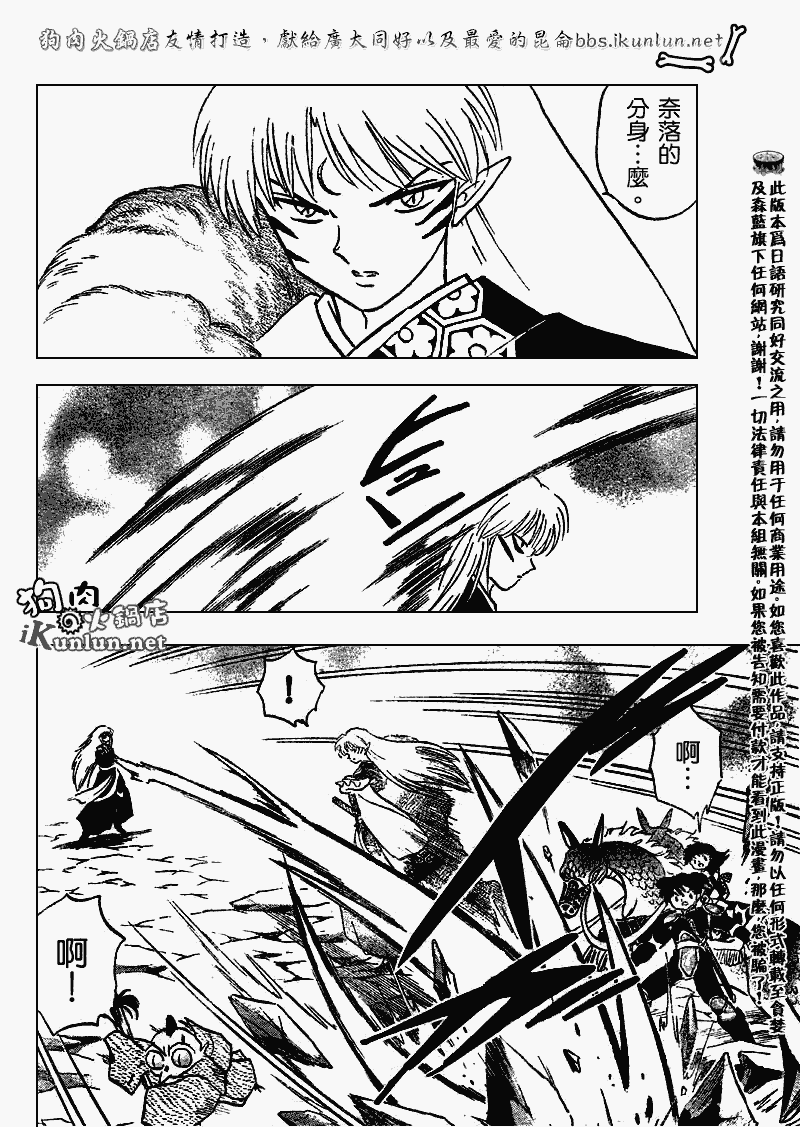 狗肉火鍋店友情打造，獻給廣大同好以及最愛的昆侖bbs.ikunlun.net
奈落的
分身…麼。
此版本爲日語研究同好交流之用，請勿用于任何商業用途。如您喜歡此作品，請支持正版！請勿以任何形式轉載至貪婪
及森藍旗下任何網站，謝謝！一切法律責任與本組無關。如果您被告知需要付款才能看到此漫畫，那麼，您被騙了！
狗肉
火鍋店
iKunlun.net
！
啊…
啊！